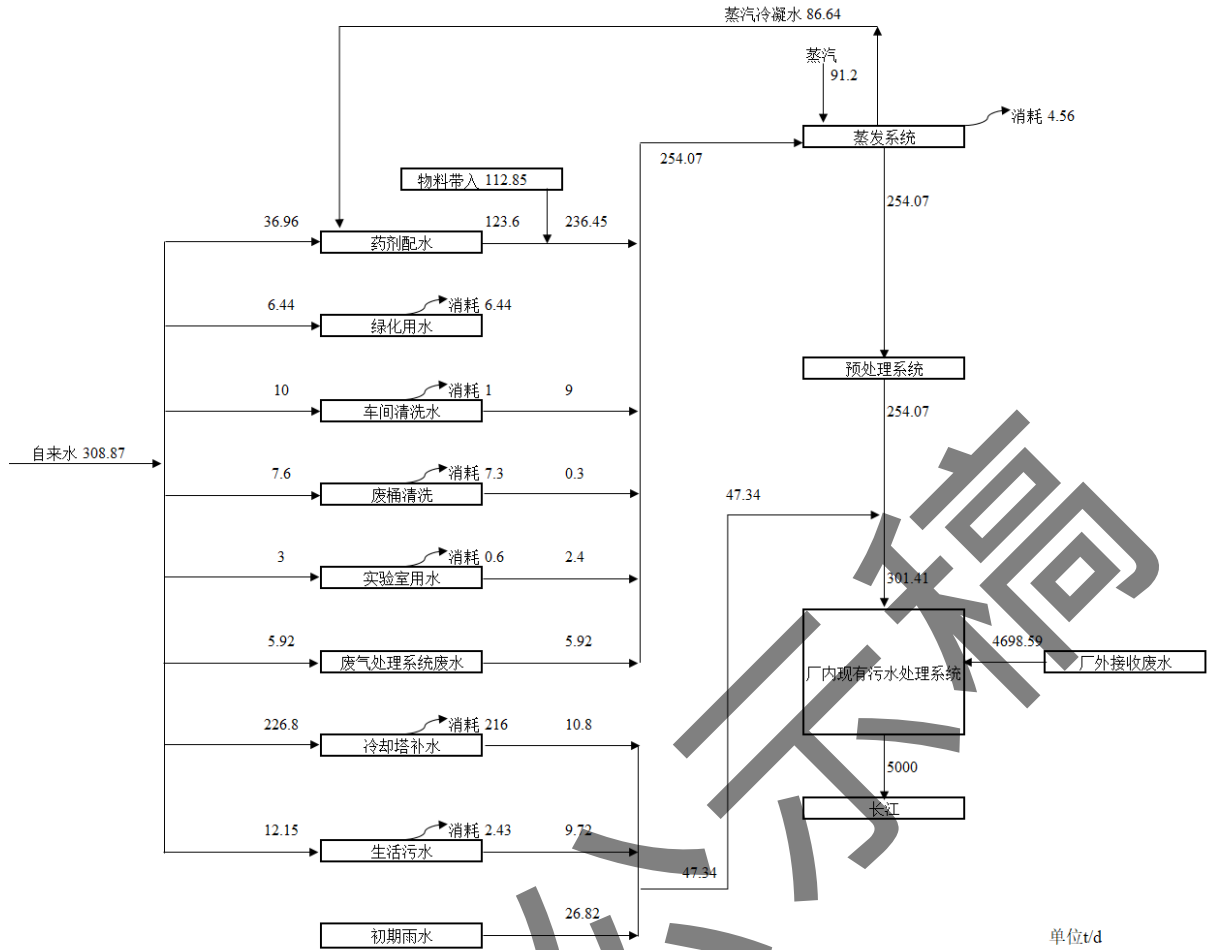 蒸汽冷凝水 86.64
蒸汽
91.2
消耗 4.56
蒸发系统
254.07
物料带入 112.85
254.07
36.96
123.6
236.45
药剂配水
6.44
消耗 6.44
绿化用水
预处理系统
254.07
10
消耗 1
9
车间清洗水
自来水 308.87
7.6
消耗 7.3
0.3
废桶清洗
47.34
3
消耗 0.6
2.4
实验室用水
301.41
5.92
5.92
废气处理系统废水
4698.59
厂外接收废水
厂内现有污水处理系统
226.8
消耗 216
10.8
冷却塔补水
5000
长江
12.15
消耗 2.43
9.72
生活污水
47.34
26.82
初期雨水
单位t/d
示稿